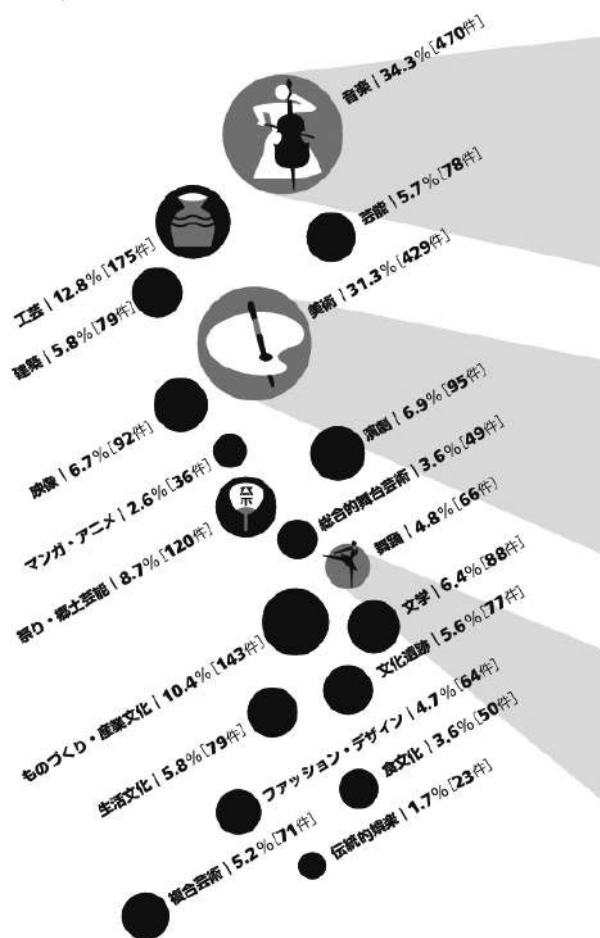 音楽 | 34.3% [470件]
芸能 | 5.7% [78件]
工芸 | 12.8% [175件]
建築 | 5.8% [79件]
美術 | 31.3% [429件]
映像 | 6.7% [92件]
演劇 | 6.9% [95件]
マンガ・アニメ | 2.6% [36件]
総合的舞台芸術 | 3.6% [49件]
祭
祭り・郷土芸能 | 8.7% [120件]
舞踊 | 4.8% [66件]
文学 | 6.4% [88件]
ものづくり・産業文化 | 10.4% [143件]
文化遺跡 | 5.6% [77件]
生活文化 | 5.8% [79件]
ファッション・デザイン | 4.7% [64件]
食文化 | 3.6% [50件]
複合芸術 | 5.2% [71件]
伝統的娯楽 | 1.7% [23件]